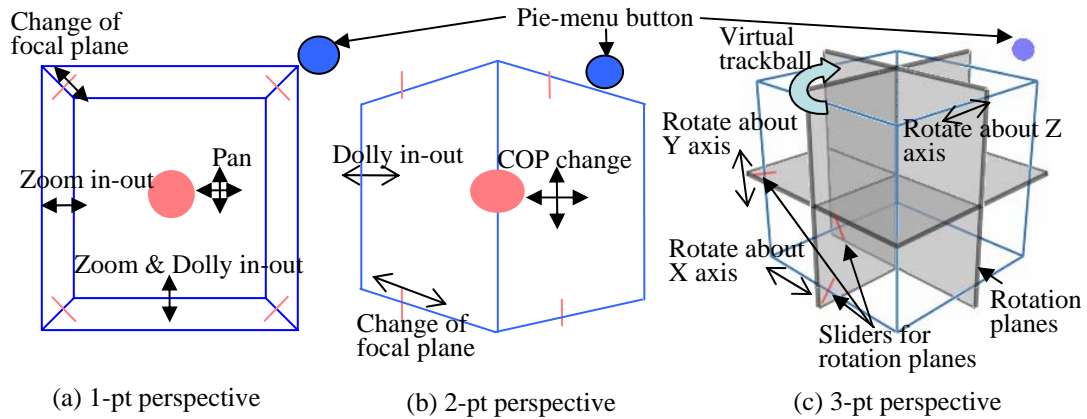 Change of
focal plane
Pie-menu button
Virtual
trackball
Pan
Zoom in-out
Zoom & Dolly in-out
Dolly in-out
COP change
Change of
focal plane
Rotate about
Y axis
Rotate about Z
axis
Rotate about
X axis
Rotation
planes
Sliders for
rotation planes
(a) 1-pt perspective
(b) 2-pt perspective
(c) 3-pt perspective